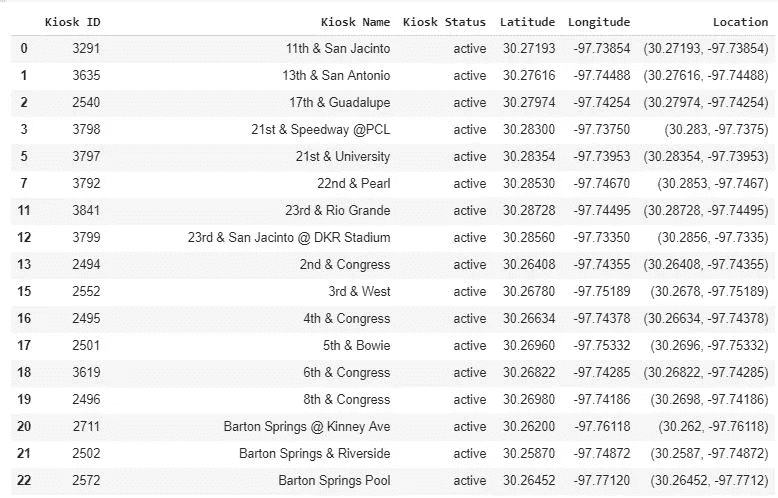 Kiosk ID Kiosk Name Kiosk Status Latitude Longitude Location
0 3291 11th & San Jacinto active 30.27193 -97.73854 (30.27193, -97.73854)
1 3635 13th & San Antonio active 30.27616 -97.74488 (30.27616, -97.74488)
2 2540 17th & Guadalupe active 30.27974 -97.74254 (30.27974, -97.74254)
3 3798 21st & Speedway @PCL active 30.28300 -97.73750 (30.283, -97.7375)
5 3797 21st & University active 30.28354 -97.73953 (30.28354, -97.73953)
7 3792 22nd & Pearl active 30.28530 -97.74670 (30.2853, -97.7467)
11 3841 23rd & Rio Grande active 30.28728 -97.74495 (30.28728, -97.74495)
12 3799 23rd & San Jacinto @ DKR Stadium active 30.28560 -97.73350 (30.2856, -97.7335)
13 2494 2nd & Congress active 30.26408 -97.74355 (30.26408, -97.74355)
15 2552 3rd & West active 30.26780 -97.75189 (30.2678, -97.75189)
16 2495 4th & Congress active 30.26634 -97.74378 (30.26634, -97.74378)
17 2501 5th & Bowie active 30.26960 -97.75332 (30.2696, -97.75332)
18 3619 6th & Congress active 30.26822 -97.74285 (30.26822, -97.74285)
19 2496 8th & Congress active 30.26980 -97.74186 (30.2698, -97.74186)
20 2711 Barton Springs @ Kinney Ave active 30.26200 -97.76118 (30.262, -97.76118)
21 2502 Barton Springs & Riverside active 30.25870 -97.74872 (30.2587, -97.74872)
22 2572 Barton Springs Pool active 30.26452 -97.77120 (30.26452, -97.7712)